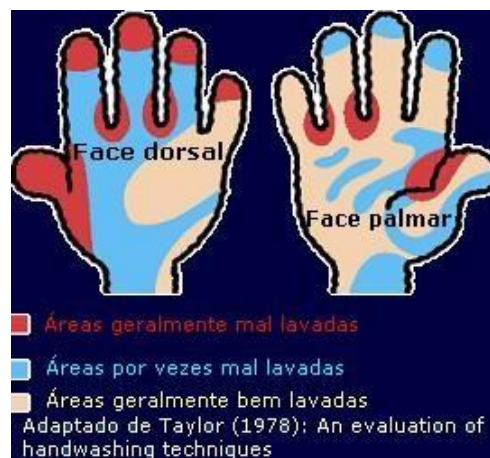 Face dorsal
Face palmar
Áreas geralmente mal lavadas
Áreas por vezes mal lavadas
Áreas geralmente bem lavadas
Adaptado de Taylor (1978): An evaluation of
handwashing techniques